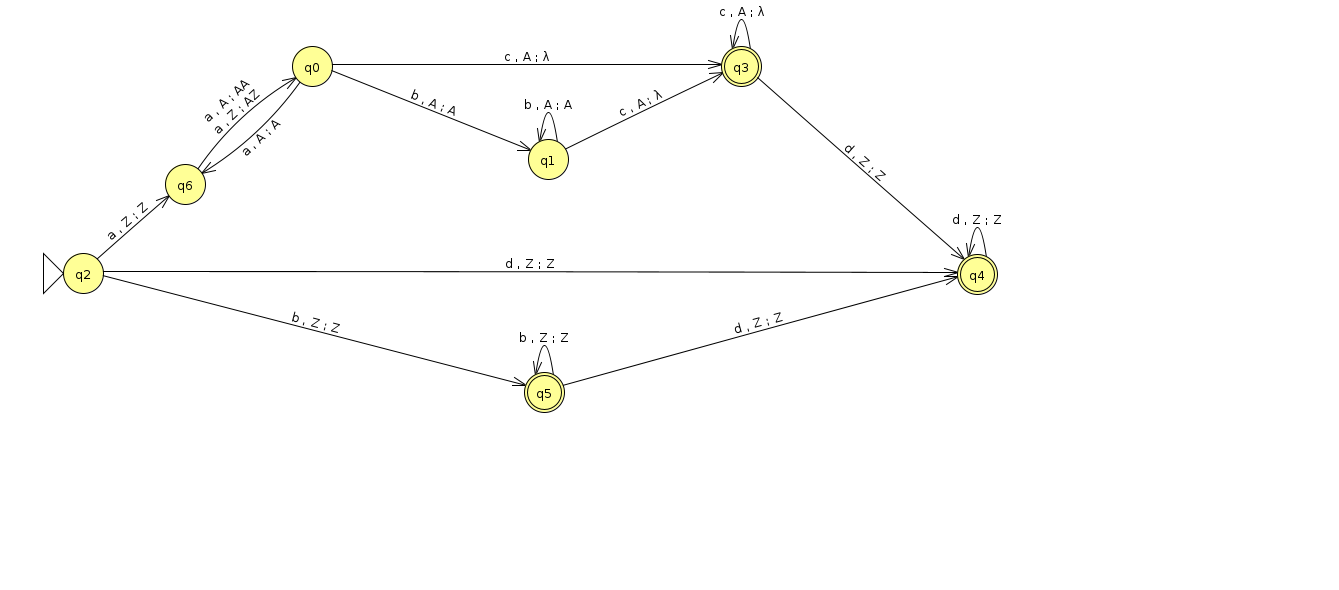 c , A ; λ
q0
c , A ; λ
q3
a , A ; AA
a , Z ; AZ
b , A ; A
b , A ; A
c , A ; λ
a , A ; A
q1
d , Z ; Z
q6
a , Z ; Z
d , Z ; Z
q2
d , Z ; Z
q4
b , Z ; Z
d , Z ; Z
b , Z ; Z
q5